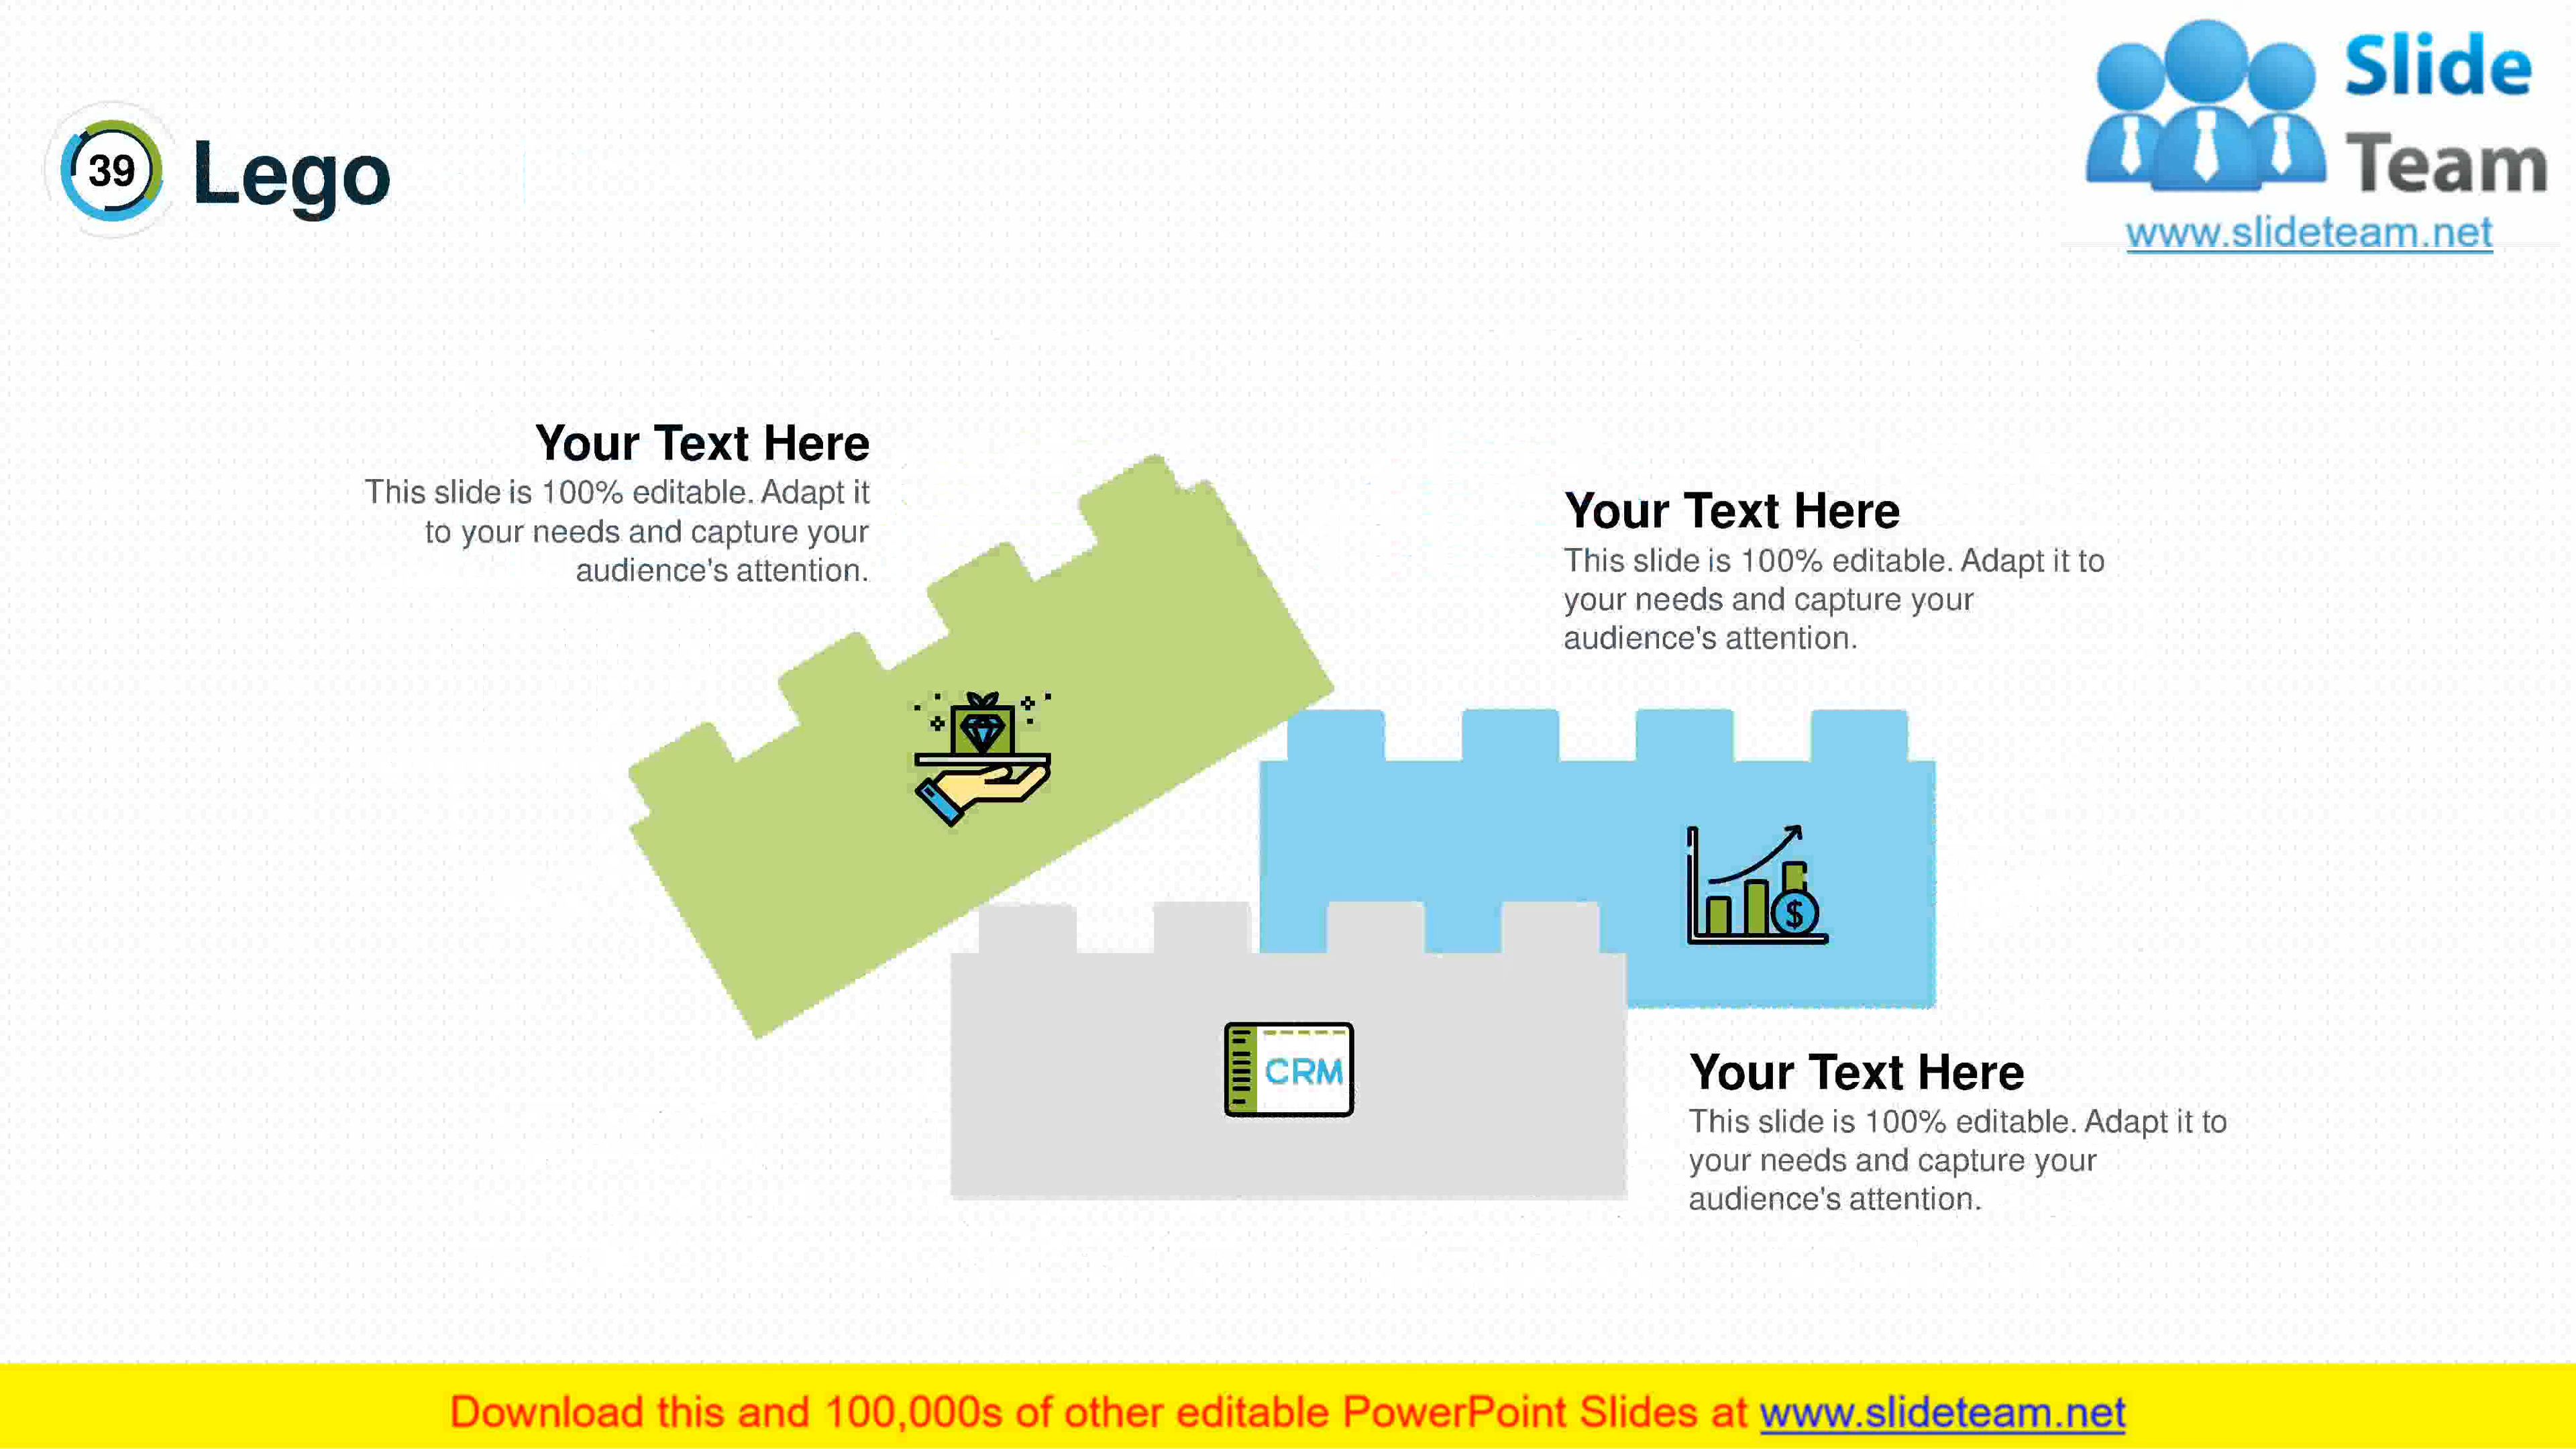 Slide
Team
www.slideteam.net
39
Lego
Your Text Here
This slide is 100% editable. Adapt it
to your needs and capture your
audience's attention.
Your Text Here
This slide is 100% editable. Adapt it to
your needs and capture your
audience's attention.
$
CRM
Your Text Here
This slide is 100% editable. Adapt it to
your needs and capture your
audience's attention.
Download this and 100,000s of other editable PowerPoint Slides at www.slideteam.net